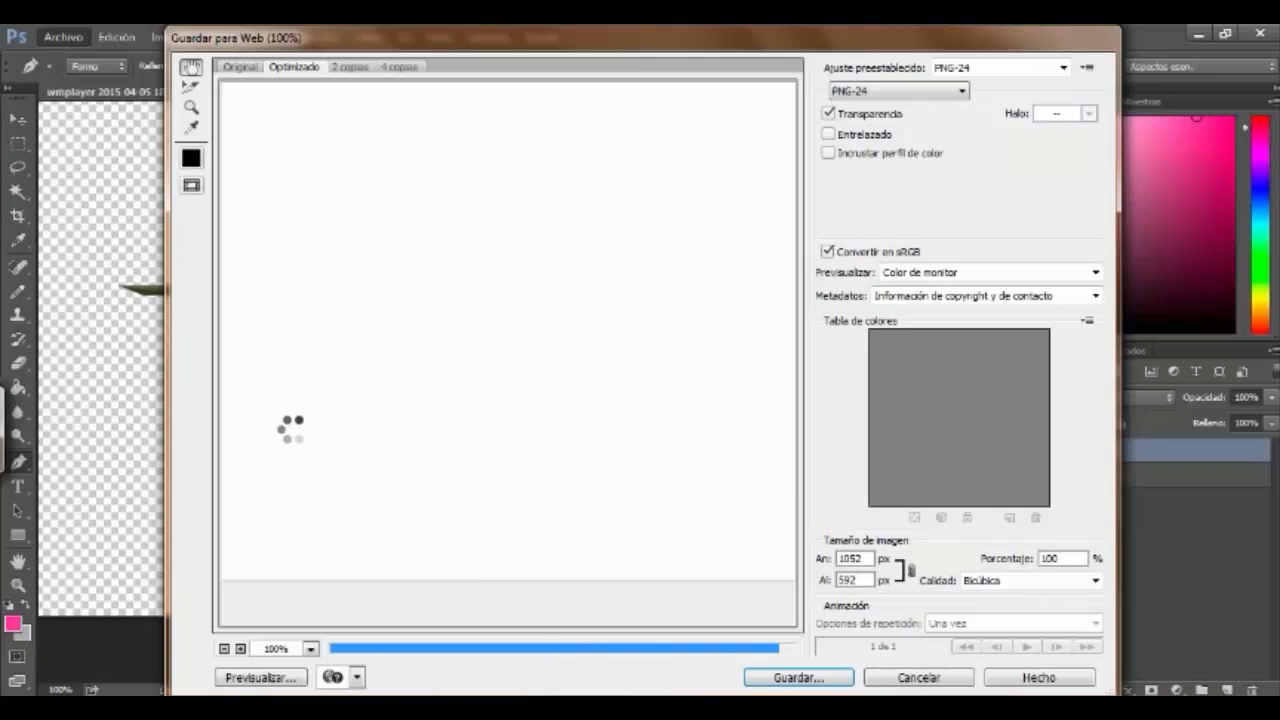 Guardar para Web (100%)
Ps Archivo Edición
Forma
wmplayer 2015 04-05 18
Original Optimizado 2 copias 4 copias
Ajuste preestablecido: PNG-24
PNG-24
Transparencia Halo: --
Entrelazado
Incrustar perfil de color
Convertir en sRGB
Previsualizar: Color de monitor
Metadatos: Información de copyright y de contacto
Tabla de colores
Tamaño de imagen
An: 1052 px Porcentaje: 100 %
Al: 592 px Calidad: Bicúbica
Animación
Opciones de repetición: Una vez
1 de 1
100%
Previsualizar... Guardar... Cancelar Hecho
Aspectos esen.
Opacidad: 100%
Relleno: 100%
100%